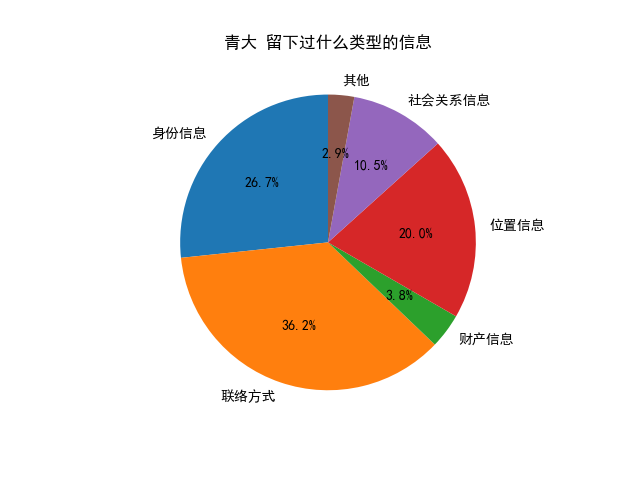 青大 留下过什么类型的信息
其他
社会关系信息
身份信息
2.9%
10.5%
26.7%
位置信息
20.0%
3.8%
36.2%
财产信息
联络方式